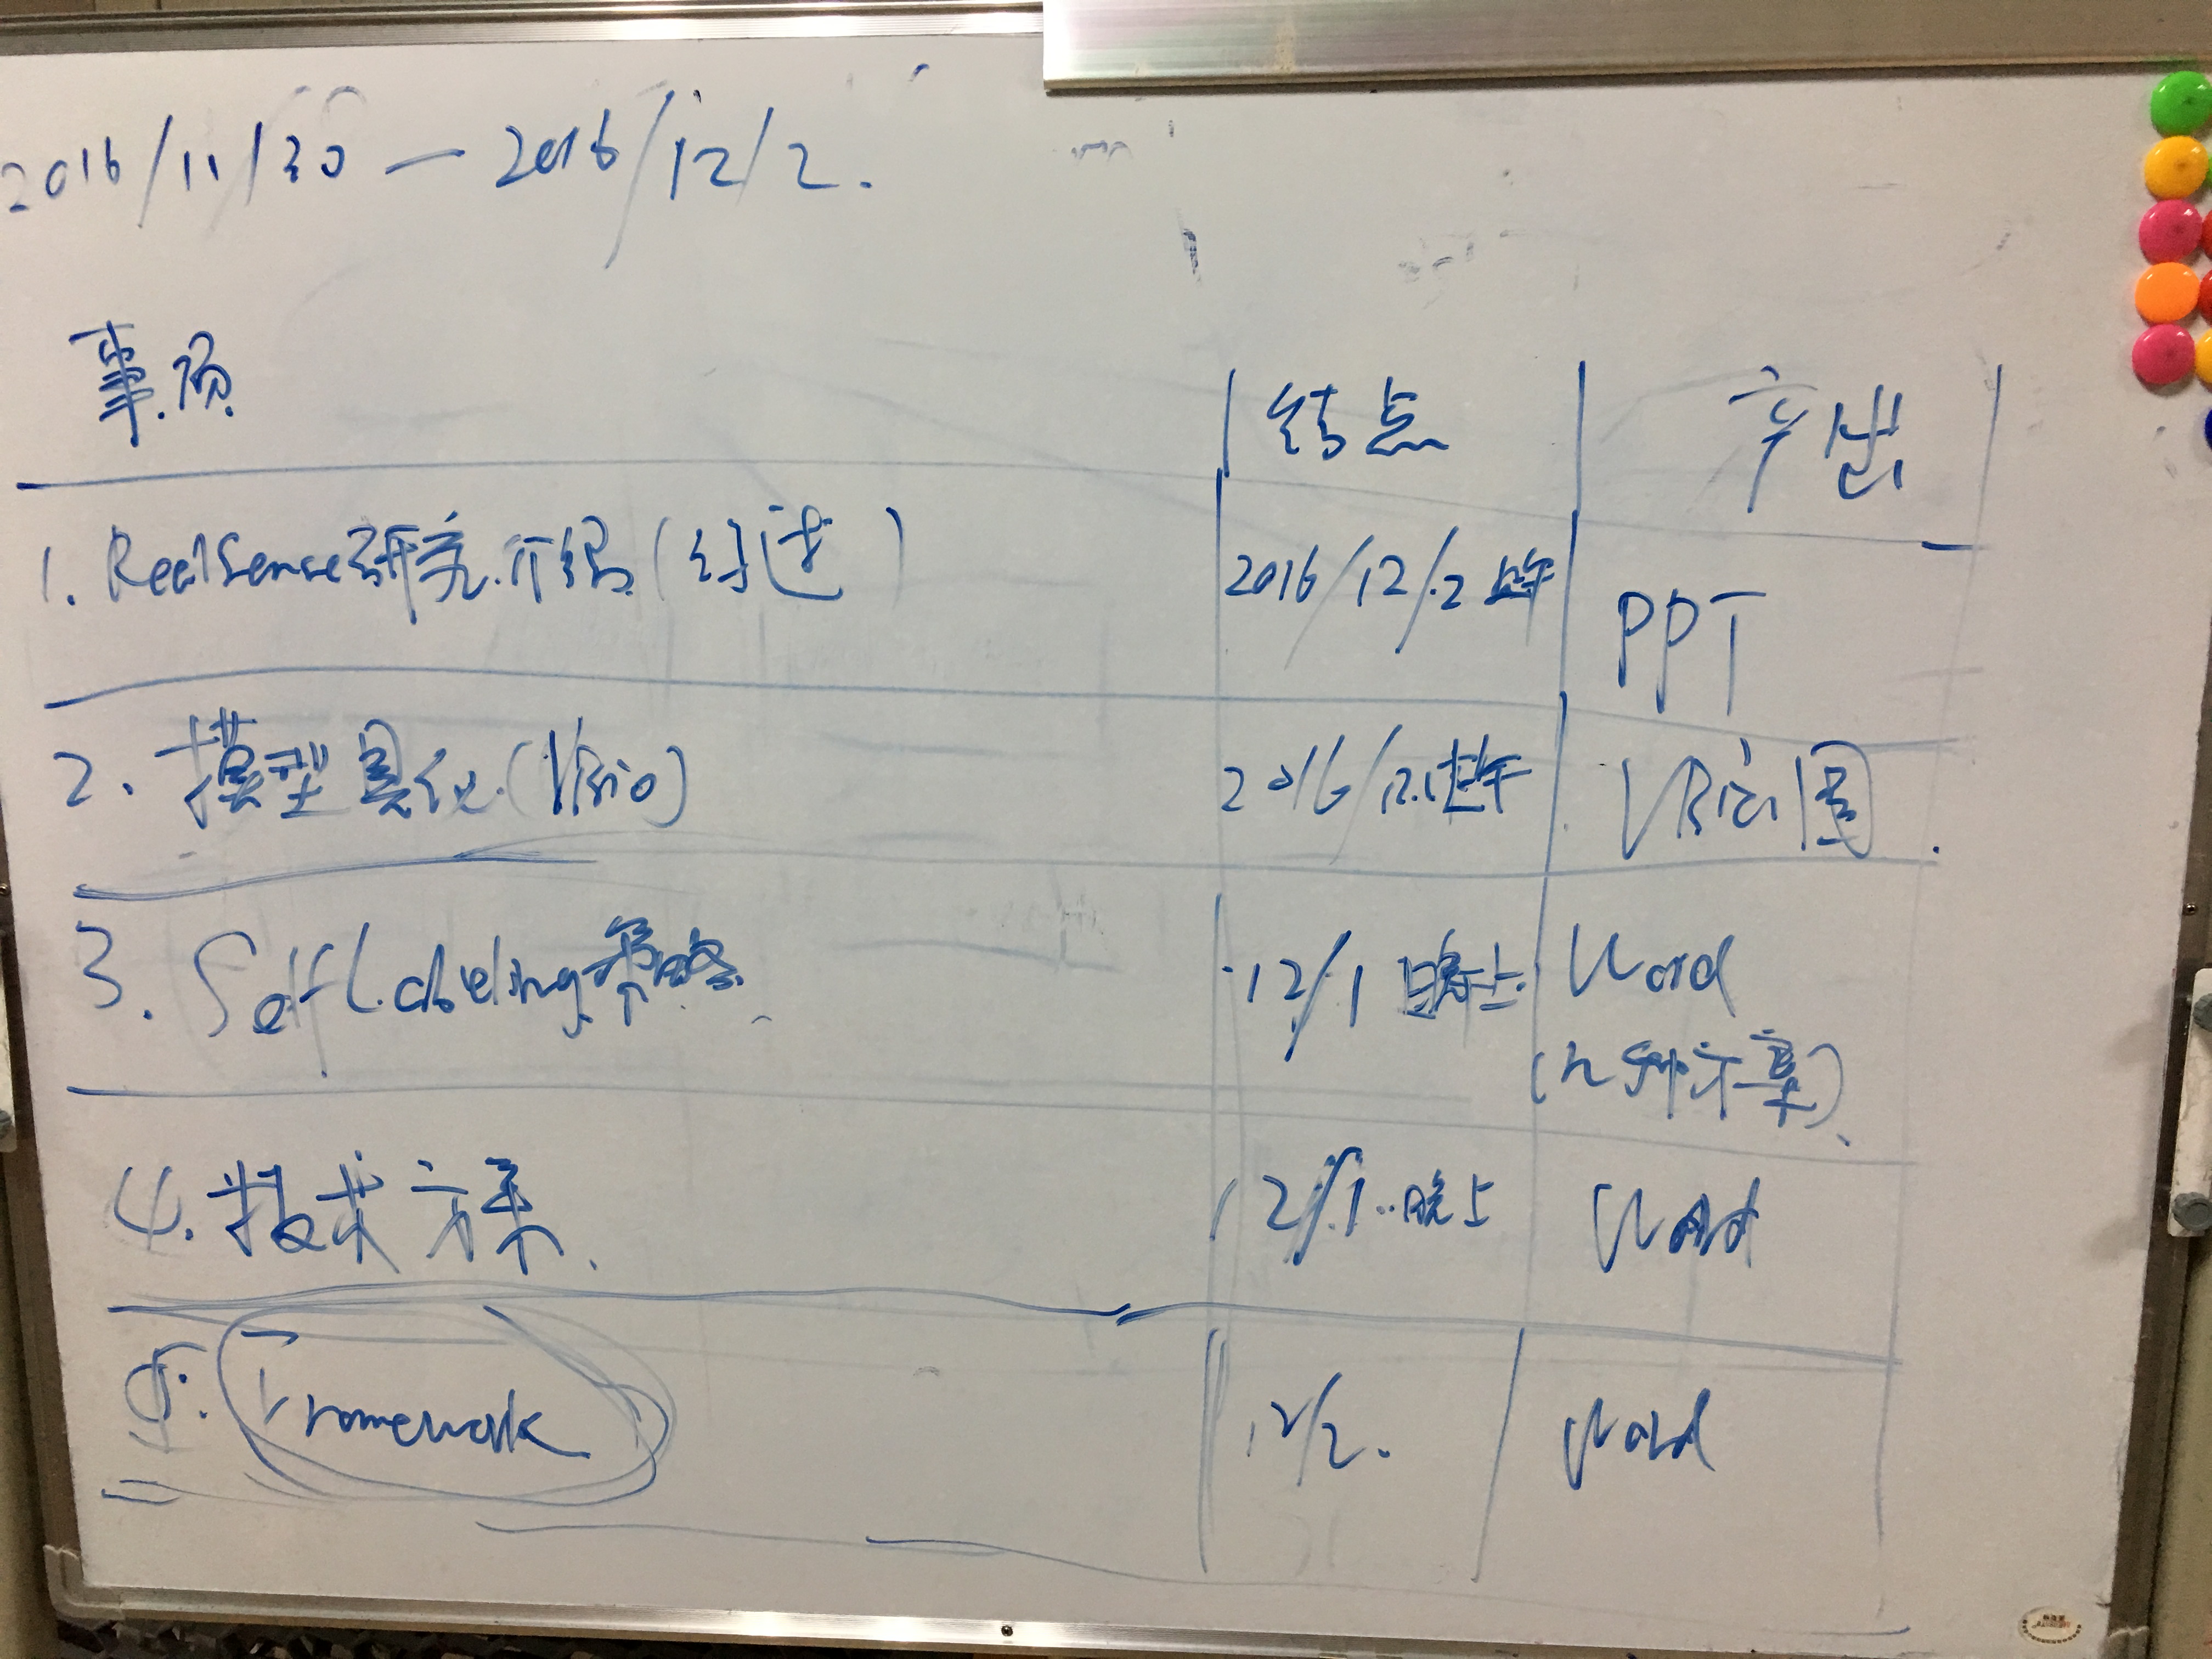 2016/11/30 — 2016/12/2.
事项 结点 产出
1. RealSense研究介绍( ) 2016/12/2 上午 PPT
2. 模型具化(Visio) 2016/12.1 上午 Visio图.
3. Self Labeling策略 12/1 晚上 Word
(n种方案)
4. 技术方案. 12/1 晚上 Word
5. Framework 12/2. Word